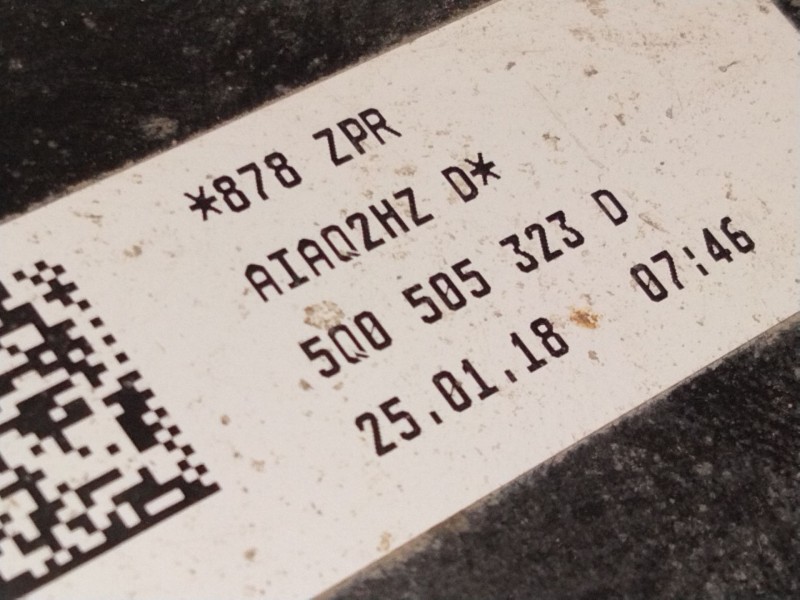 *878 ZPR
AIAQ2HZ D*
5Q0 505 323 D
25.01.18 07:46